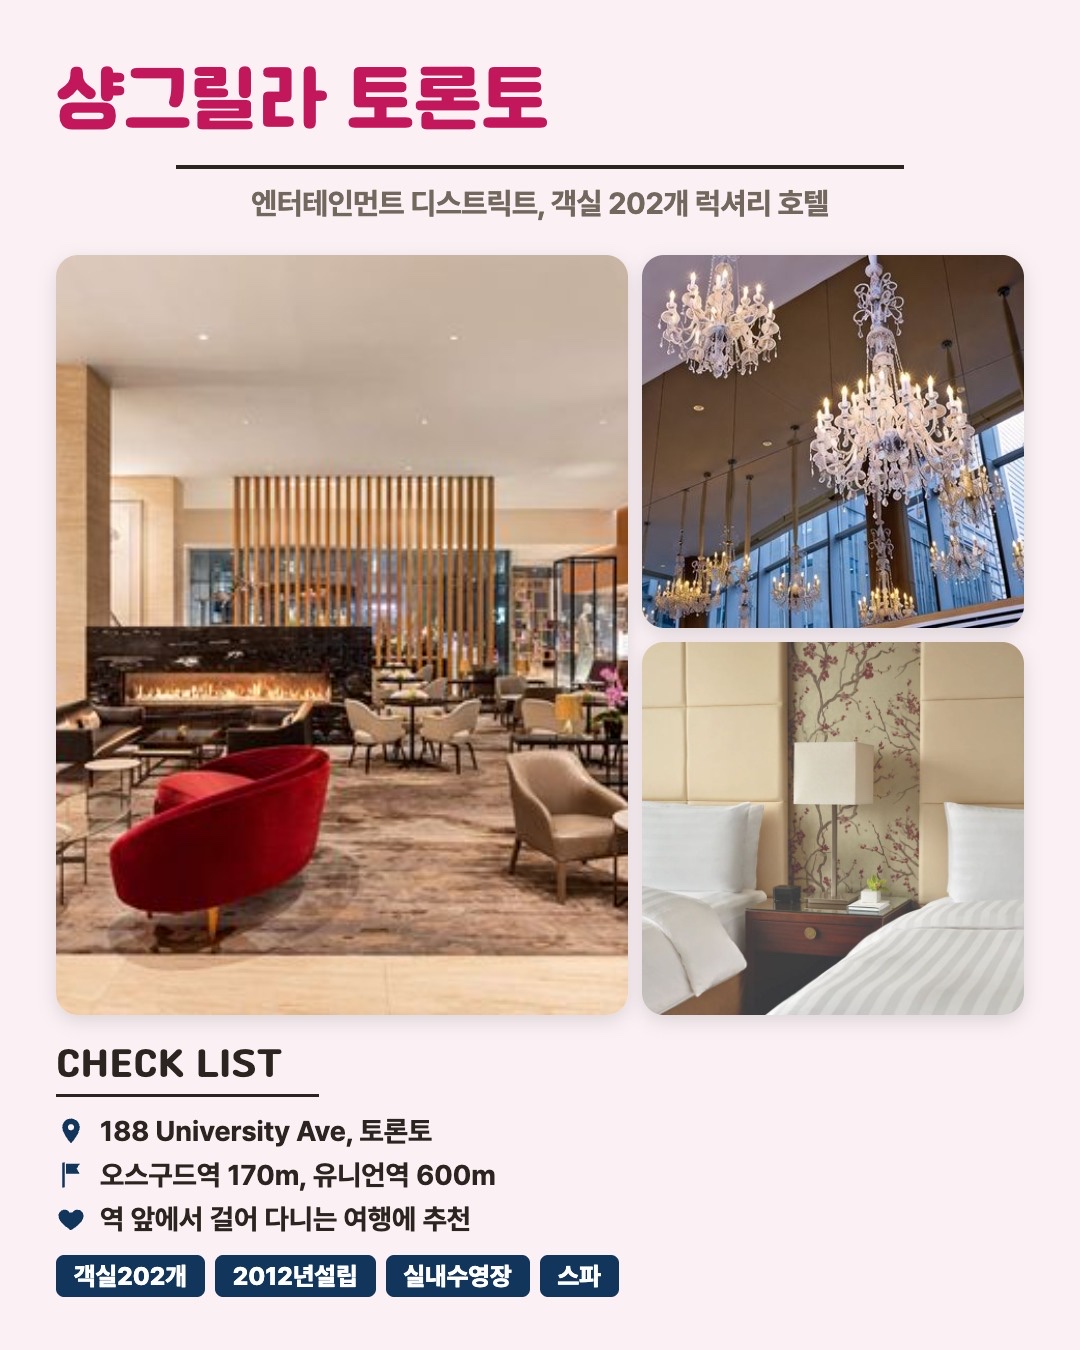 샹그릴라 토론토
엔터테인먼트 디스트릭트, 객실 202개 럭셔리 호텔
CHECK LIST
188 University Ave, 토론토
오스구드역 170m, 유니언역 600m
역 앞에서 걸어 다니는 여행에 추천
객실202개 2012년설립 실내수영장 스파